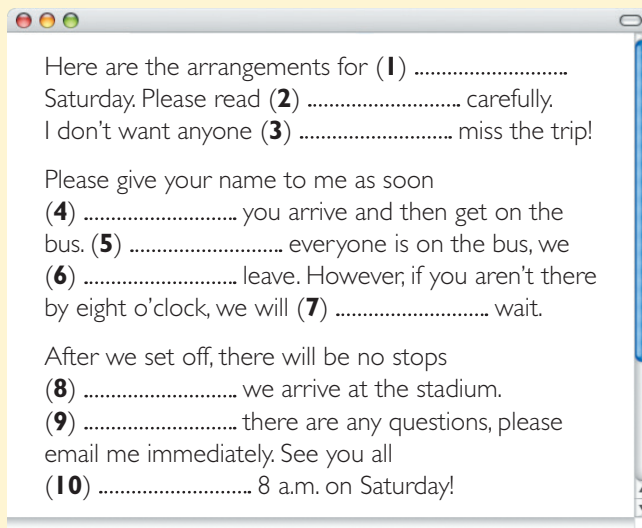 Here are the arrangements for (1) ............................
Saturday. Please read (2) ............................ carefully.
I don't want anyone (3) ............................ miss the trip!
Please give your name to me as soon
(4) ............................ you arrive and then get on the
bus. (5) ............................ everyone is on the bus, we
(6) ............................ leave. However, if you aren't there
by eight o'clock, we will (7) ............................ wait.
After we set off, there will be no stops
(8) ............................ we arrive at the stadium.
(9) ............................ there are any questions, please
email me immediately. See you all
(10) ............................ 8 a.m. on Saturday!